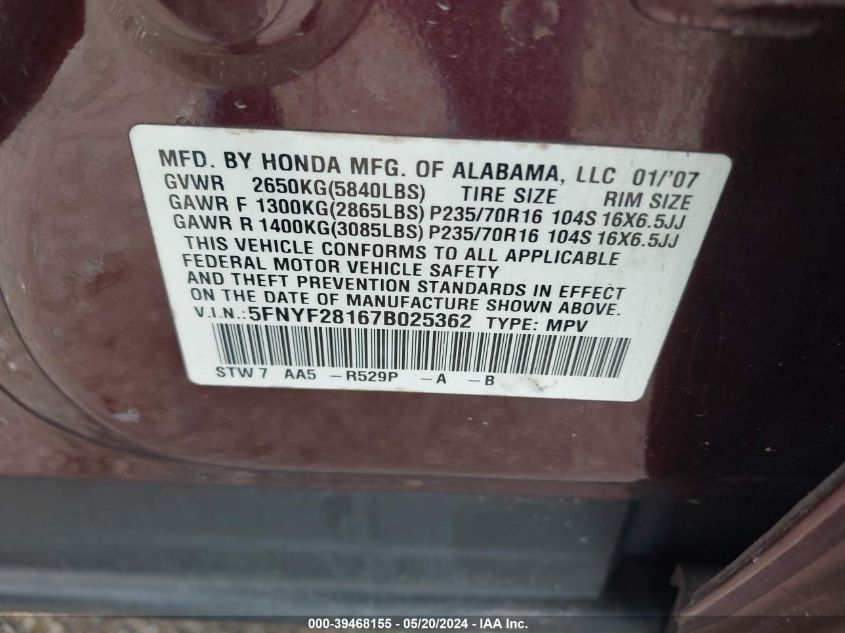 MFD. BY HONDA MFG. OF ALABAMA, LLC 01/'07
GVWR 2650KG(5840LBS) TIRE SIZE RIM SIZE
GAWR F 1300KG(2865LBS) P235/70R16 104S 16X6.5JJ
GAWR R 1400KG(3085LBS) P235/70R16 104S 16X6.5JJ
THIS VEHICLE CONFORMS TO ALL APPLICABLE
FEDERAL MOTOR VEHICLE SAFETY
AND THEFT PREVENTION STANDARDS IN EFFECT
ON THE DATE OF MANUFACTURE SHOWN ABOVE.
V.I.N.:5FNYF28167B025362 TYPE: MPV
STW7 AA5 -R529P -A -B
000-39468155 - 05/20/2024 - IAA Inc.